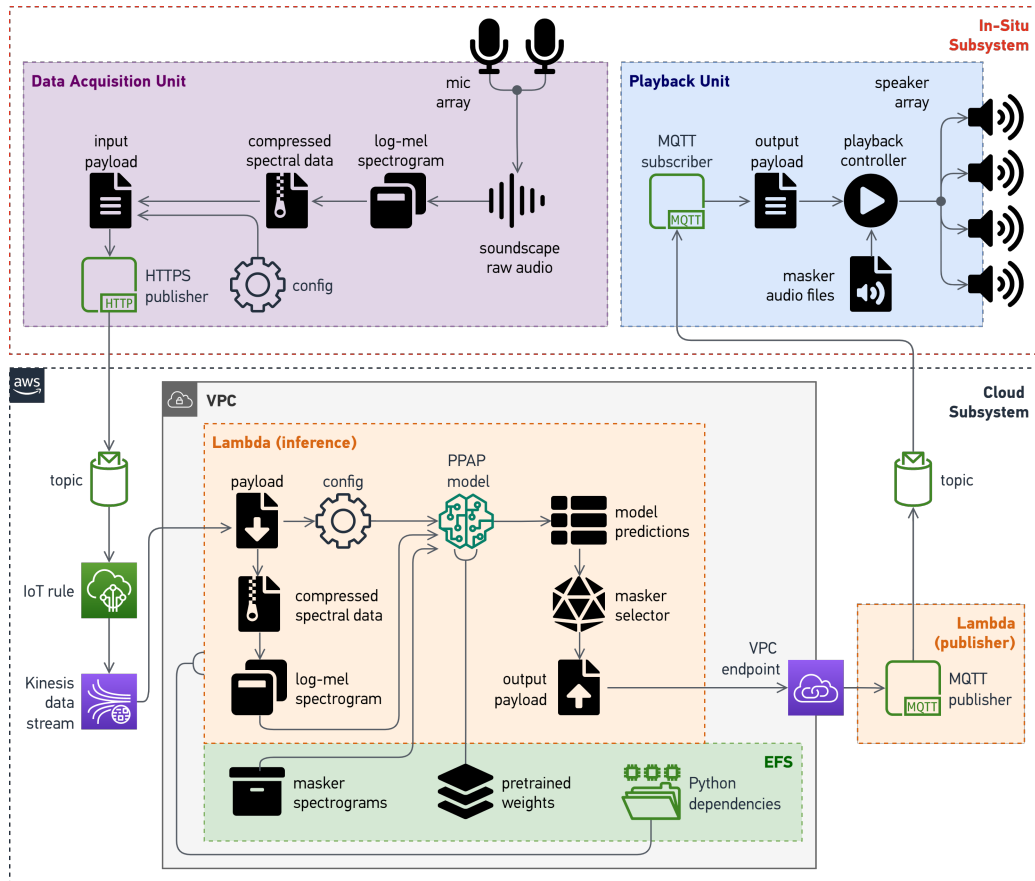 In-Situ
Subsystem
Data Acquisition Unit
mic
array
input
payload
compressed
spectral data
log-mel
spectrogram
soundscape
raw audio
HTTP
HTTPS
publisher
config
Playback Unit
speaker
array
MQTT
subscriber
MQTT
output
payload
playback
controller
masker
audio files
aws
Cloud
Subsystem
VPC
Lambda (inference)
topic
IoT rule
Kinesis
data
stream
payload
config
PPAP
model
model
predictions
compressed
spectral data
masker
selector
log-mel
spectrogram
output
payload
VPC
endpoint
topic
Lambda
(publisher)
MQTT
MQTT
publisher
EFS
masker
spectrograms
pretrained
weights
Python
dependencies